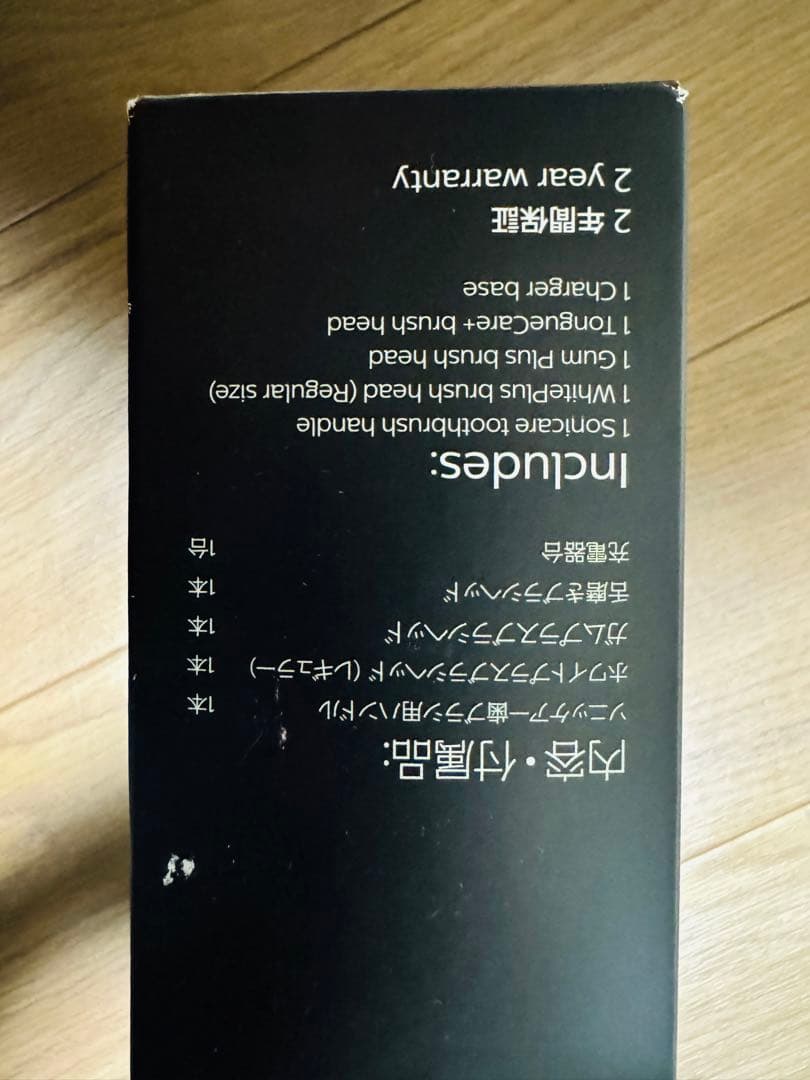 内容・付属品:
ソニッケアー歯ブラシ用ハンドル 1本
ホワイトプラスブラシヘッド（レギュラー） 1本
ガムプラスブラシヘッド 1本
舌磨きブラシヘッド 1本
充電器台 1台
Includes:
1 Sonicare toothbrush handle
1 WhitePlus brush head (Regular size)
1 Gum Plus brush head
1 TongueCare+ brush head
1 Charger base
2 年間保証
2 year warranty